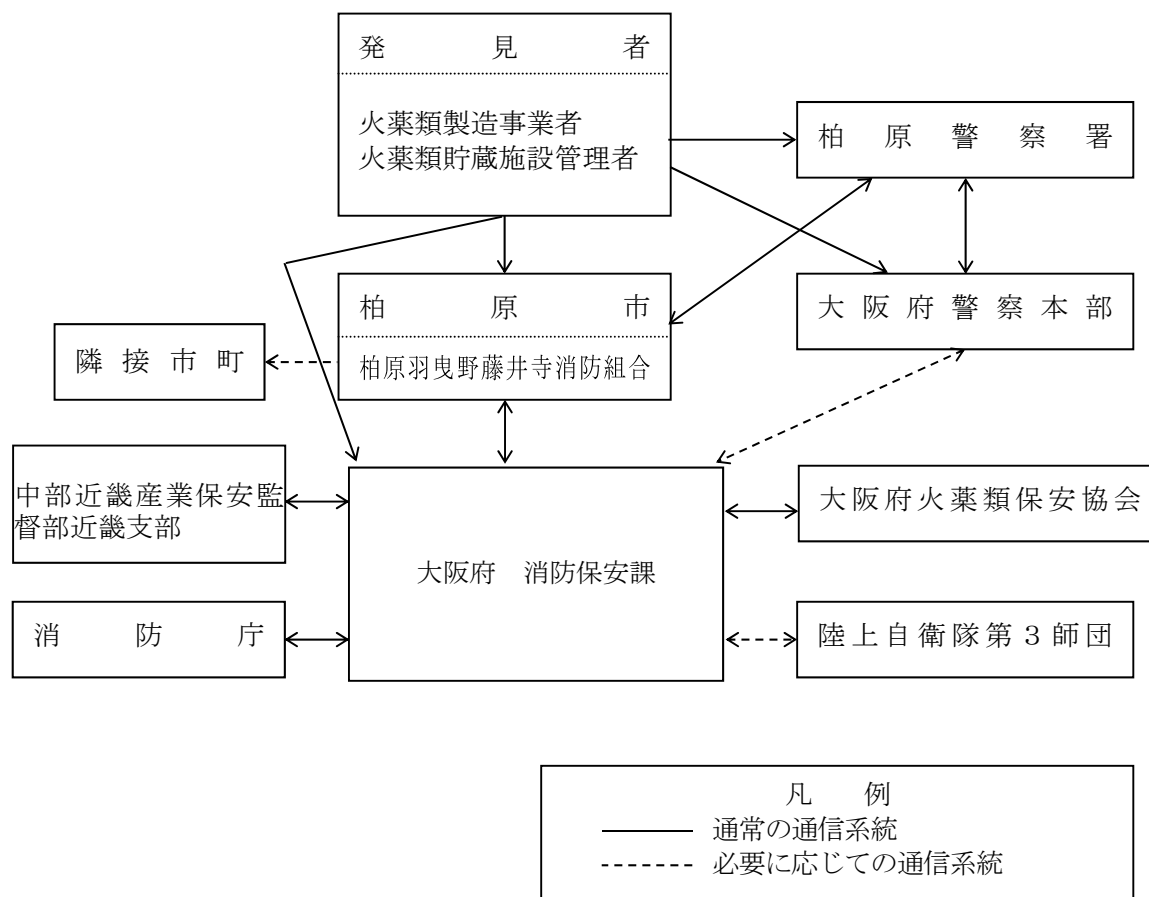 発見者
火薬類製造事業者
火薬類貯蔵施設管理者
柏原警察署
柏原市
柏原羽曳野藤井寺消防組合
大阪府警察本部
隣接市町
中部近畿産業保安監
督部近畿支部
大阪府　消防保安課
大阪府火薬類保安協会
消防庁
陸上自衛隊第３師団
凡　例
通常の通信系統
必要に応じての通信系統